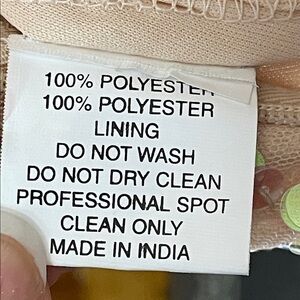 100% POLYESTER
100% POLYESTER
LINING
DO NOT WASH
DO NOT DRY CLEAN
PROFESSIONAL SPOT
CLEAN ONLY
MADE IN INDIA